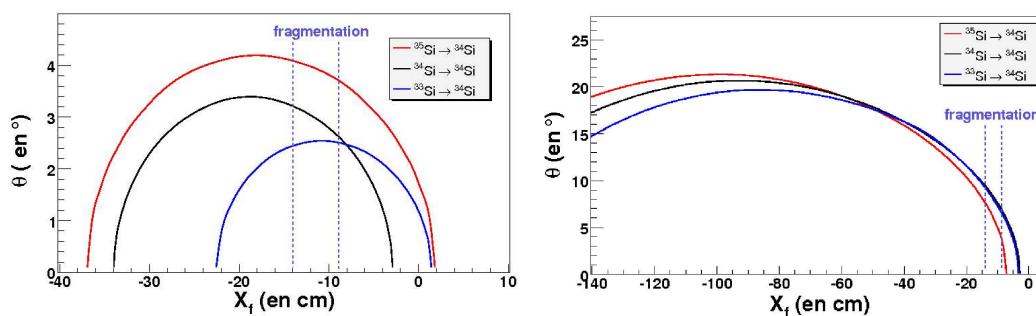 fragmentation
³⁵Si → ³⁴Si
³⁴Si → ³⁴Si
³³Si → ³⁴Si
θ ( en °)
4
3
2
1
0
-40 -30 -20 -10 0 10
X_f (en cm)
³⁵Si → ³⁴Si
³⁴Si → ³⁴Si
³³Si → ³⁴Si
fragmentation
θ ( en °)
25
20
15
10
5
0
-140 -120 -100 -80 -60 -40 -20 0
X_f (en cm)